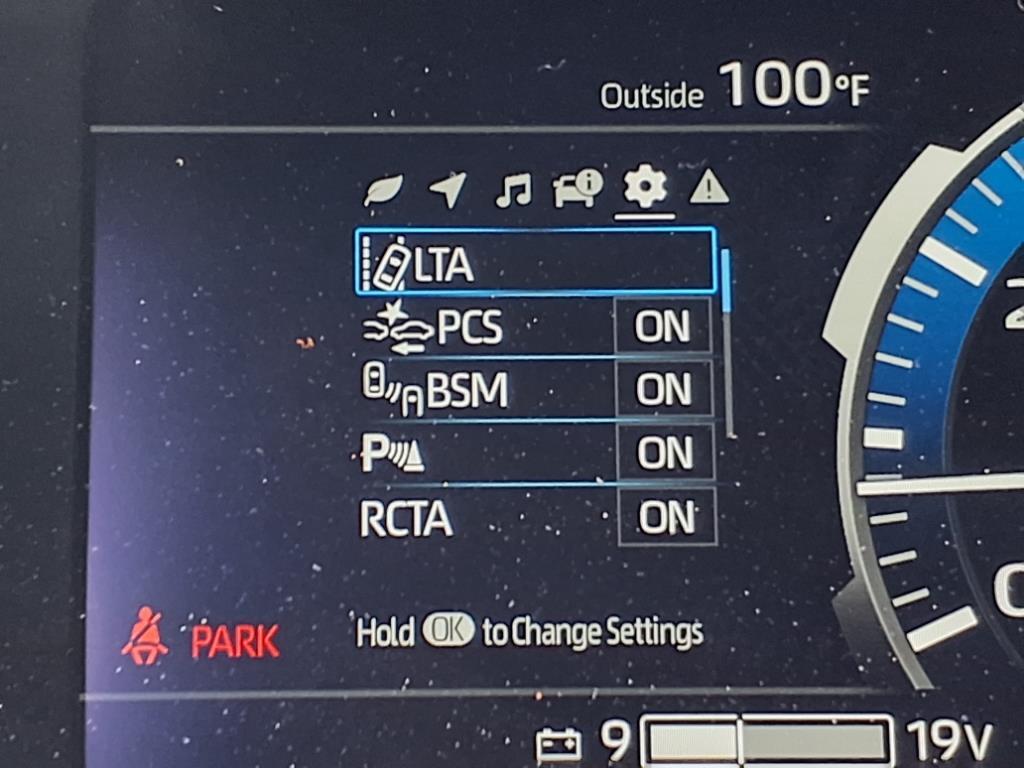 Outside 100°F
LTA
PCS ON
BSM ON
P ON
RCTA ON
Hold OK to Change Settings
PARK
9 19V